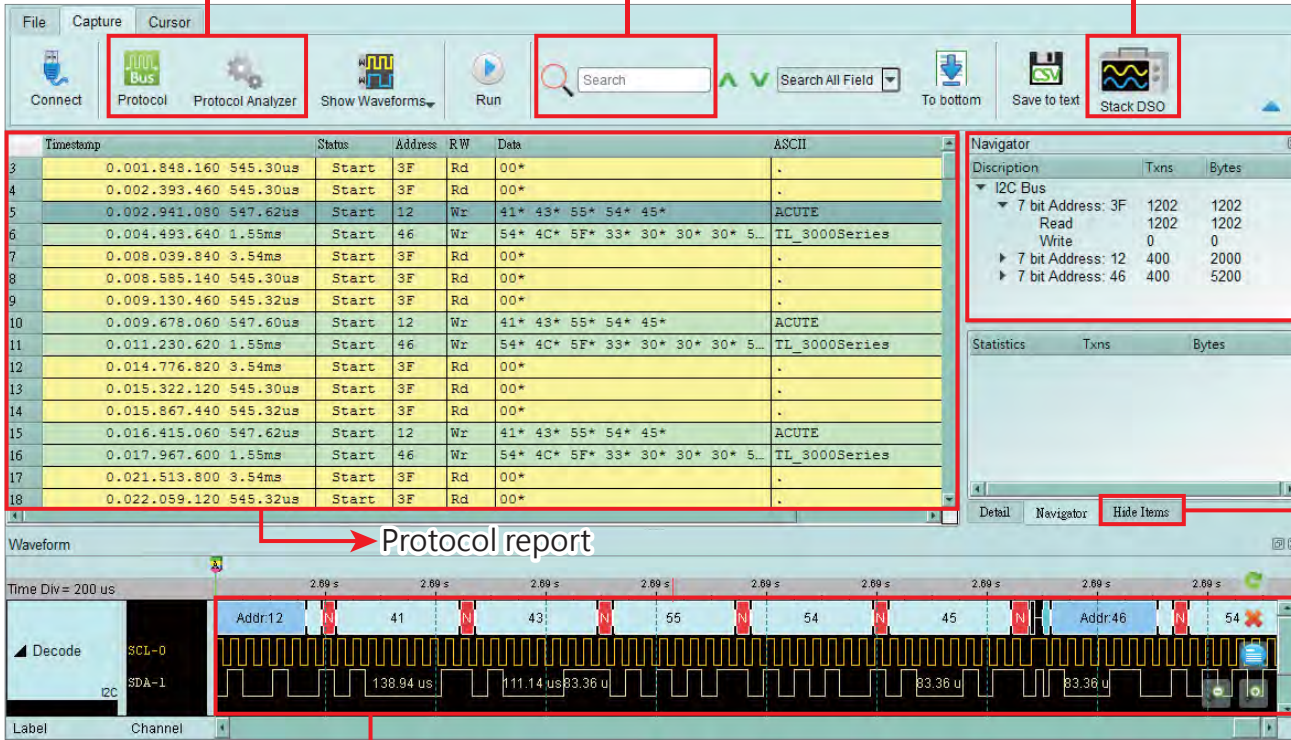 File Capture Cursor
Connect Protocol Protocol Analyzer Show Waveforms Run Search Search All Field To bottom Save to text Stack DSO
Bus
CSV
Timestamp Status Address RW Data ASCII
3 0.001.848.160 545.30us Start 3F Rd 00* .
4 0.002.393.460 545.30us Start 3F Rd 00* .
5 0.002.941.080 547.62us Start 12 Wr 41* 43* 55* 54* 45* ACUTE
6 0.004.493.640 1.55ms Start 46 Wr 54* 4C* 5F* 33* 30* 30* 30* 5... TL_3000Series
7 0.008.039.840 3.54ms Start 3F Rd 00* .
8 0.008.585.140 545.30us Start 3F Rd 00* .
9 0.009.130.460 545.32us Start 3F Rd 00* .
10 0.009.678.060 547.60us Start 12 Wr 41* 43* 55* 54* 45* ACUTE
11 0.011.230.620 1.55ms Start 46 Wr 54* 4C* 5F* 33* 30* 30* 30* 5... TL_3000Series
12 0.014.776.820 3.54ms Start 3F Rd 00* .
13 0.015.322.120 545.30us Start 3F Rd 00* .
14 0.015.867.440 545.32us Start 3F Rd 00* .
15 0.016.415.060 547.62us Start 12 Wr 41* 43* 55* 54* 45* ACUTE
16 0.017.967.600 1.55ms Start 46 Wr 54* 4C* 5F* 33* 30* 30* 30* 5... TL_3000Series
17 0.021.513.800 3.54ms Start 3F Rd 00* .
18 0.022.059.120 545.32us Start 3F Rd 00* .
Navigator
Discription Txns Bytes
I2C Bus
7 bit Address: 3F 1202 1202
Read 1202 1202
Write 0 0
7 bit Address: 12 400 2000
7 bit Address: 46 400 5200
Statistics Txns Bytes
Detail Navigator Hide Items
Protocol report
Waveform
Time Div = 200 us 2.69 s 2.69 s 2.69 s 2.69 s 2.69 s 2.69 s 2.69 s 2.69 s 2.69 s
Addr:12 N 41 N 43 N 55 N 54 N 45 N Addr:46 N 54
Decode SCL-0
I2C SDA-1 138.94 us 111.14 us 83.36 u 83.36 u 83.36 u
Label Channel